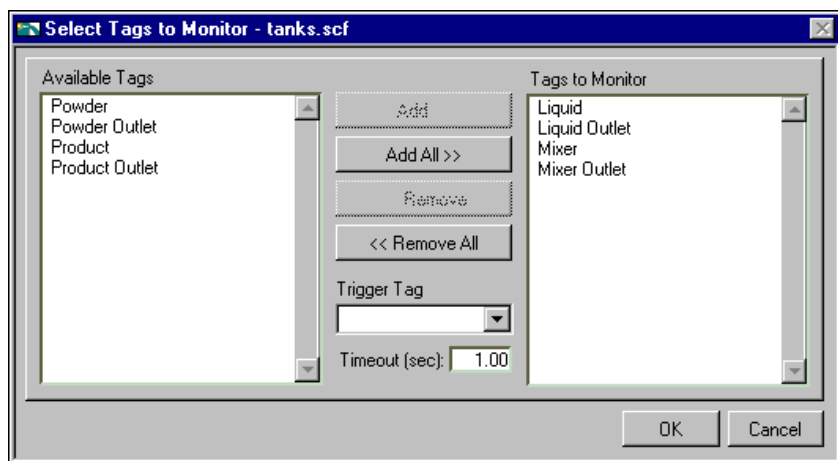 Select Tags to Monitor - tanks.scf
Available Tags
Powder
Powder Outlet
Product
Product Outlet
Add
Add All >>
Remove
<< Remove All
Trigger Tag
Timeout (sec): 1.00
Tags to Monitor
Liquid
Liquid Outlet
Mixer
Mixer Outlet
OK
Cancel